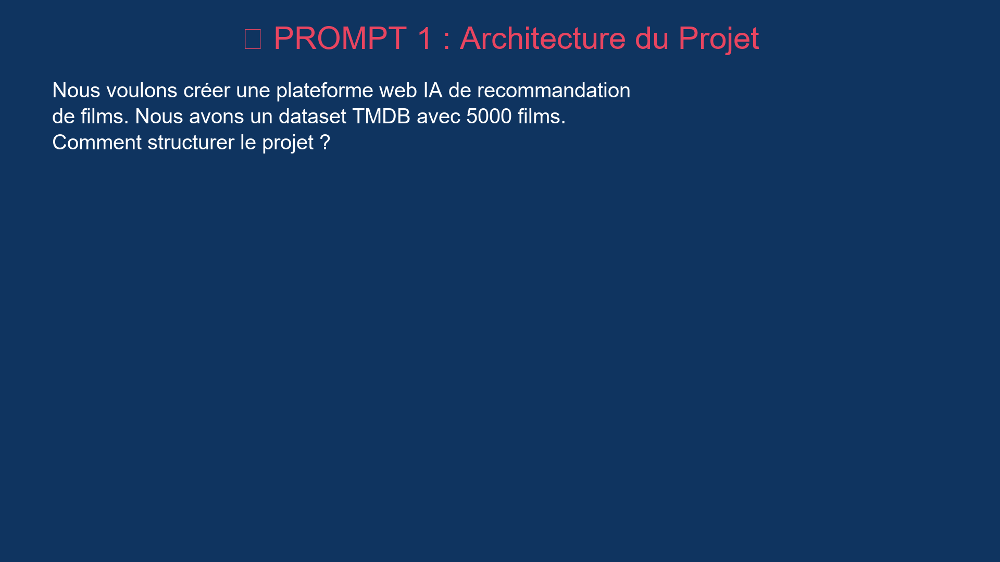 PROMPT 1 : Architecture du Projet
Nous voulons créer une plateforme web IA de recommandation
de films. Nous avons un dataset TMDB avec 5000 films.
Comment structurer le projet ?